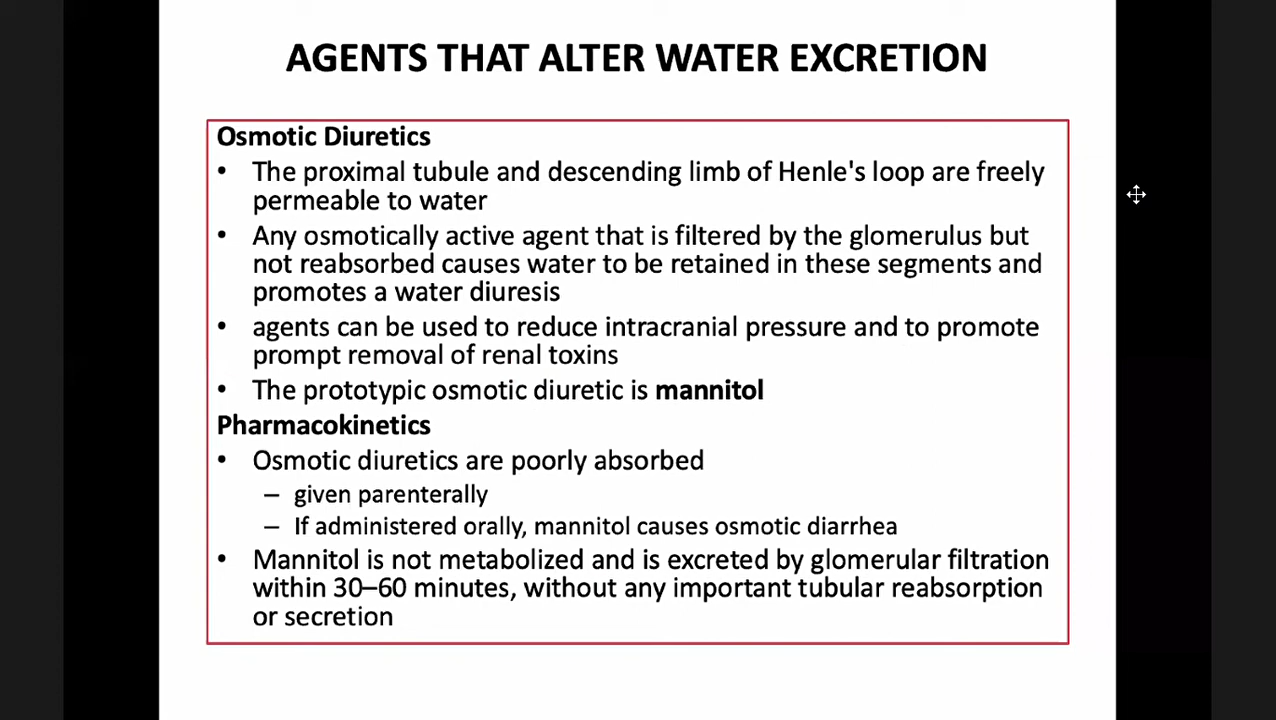 AGENTS THAT ALTER WATER EXCRETION
Osmotic Diuretics
• The proximal tubule and descending limb of Henle's loop are freely
permeable to water
• Any osmotically active agent that is filtered by the glomerulus but
not reabsorbed causes water to be retained in these segments and
promotes a water diuresis
• agents can be used to reduce intracranial pressure and to promote
prompt removal of renal toxins
• The prototypic osmotic diuretic is mannitol
Pharmacokinetics
• Osmotic diuretics are poorly absorbed
– given parenterally
– If administered orally, mannitol causes osmotic diarrhea
• Mannitol is not metabolized and is excreted by glomerular filtration
within 30–60 minutes, without any important tubular reabsorption
or secretion